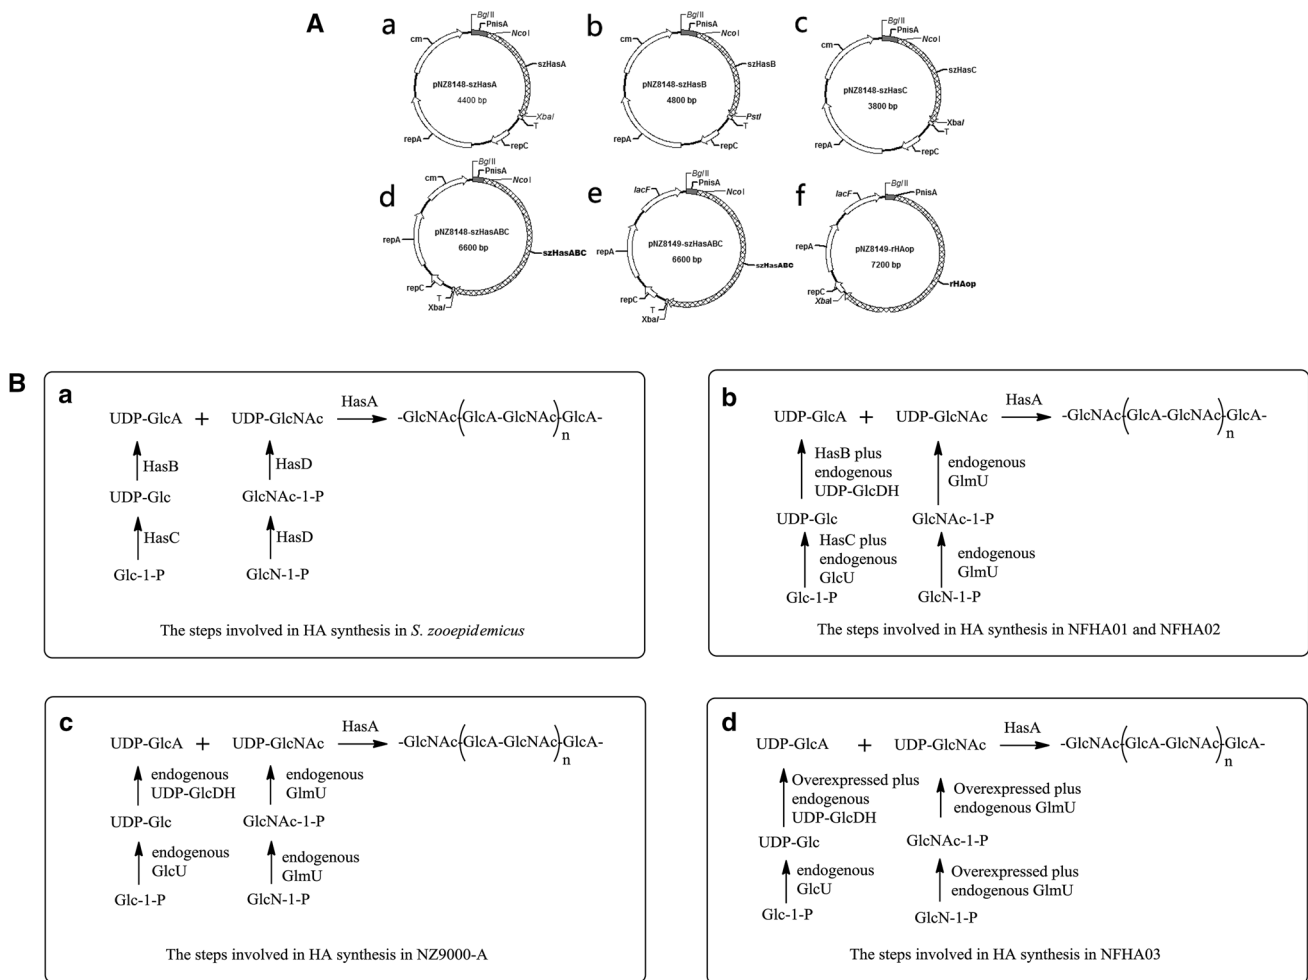 A
a
BglII
PnisA
NcoI
cm
szHasA
pNZ8148-szHasA
4400 bp
XbaI
T
repA
repC
b
BglII
PnisA
NcoI
cm
szHasB
pNZ8148-szHasB
4800 bp
PstI
T
repA
repC
c
BglII
PnisA
NcoI
cm
szHasC
pNZ8148-szHasC
3800 bp
XbaI
T
repA
repC
d
BglII
PnisA
NcoI
cm
pNZ8148-szHasABC
6600 bp
repA
szHasABC
repC
T
XbaI
e
BglII
PnisA
NcoI
lacF
pNZ8149-szHasABC
6600 bp
repA
szHasABC
repC
T
XbaI
f
BglII
PnisA
lacF
pNZ8149-rHAop
7200 bp
repA
rHAop
repC
T
XbaI
B
a
HasA
UDP-GlcA + UDP-GlcNAc -GlcNAc-(GlcA-GlcNAc)-GlcA-
n
HasB HasD
UDP-Glc GlcNAc-1-P
HasC HasD
Glc-1-P GlcN-1-P
The steps involved in HA synthesis in S. zooepidemicus
b
HasA
UDP-GlcA + UDP-GlcNAc -GlcNAc-(GlcA-GlcNAc)-GlcA-
n
HasB plus
endogenous
UDP-GlcDH
endogenous
GlmU
UDP-Glc GlcNAc-1-P
HasC plus
endogenous
GlcU
endogenous
GlmU
Glc-1-P GlcN-1-P
The steps involved in HA synthesis in NFHA01 and NFHA02
c
HasA
UDP-GlcA + UDP-GlcNAc -GlcNAc-(GlcA-GlcNAc)-GlcA-
n
endogenous
UDP-GlcDH
endogenous
GlmU
UDP-Glc GlcNAc-1-P
endogenous
GlcU
endogenous
GlmU
Glc-1-P GlcN-1-P
The steps involved in HA synthesis in NZ9000-A
d
HasA
UDP-GlcA + UDP-GlcNAc -GlcNAc-(GlcA-GlcNAc)-GlcA-
n
Overexpressed plus
endogenous
UDP-GlcDH
Overexpressed plus
endogenous GlmU
UDP-Glc GlcNAc-1-P
endogenous
GlcU
Overexpressed plus
endogenous GlmU
Glc-1-P GlcN-1-P
The steps involved in HA synthesis in NFHA03